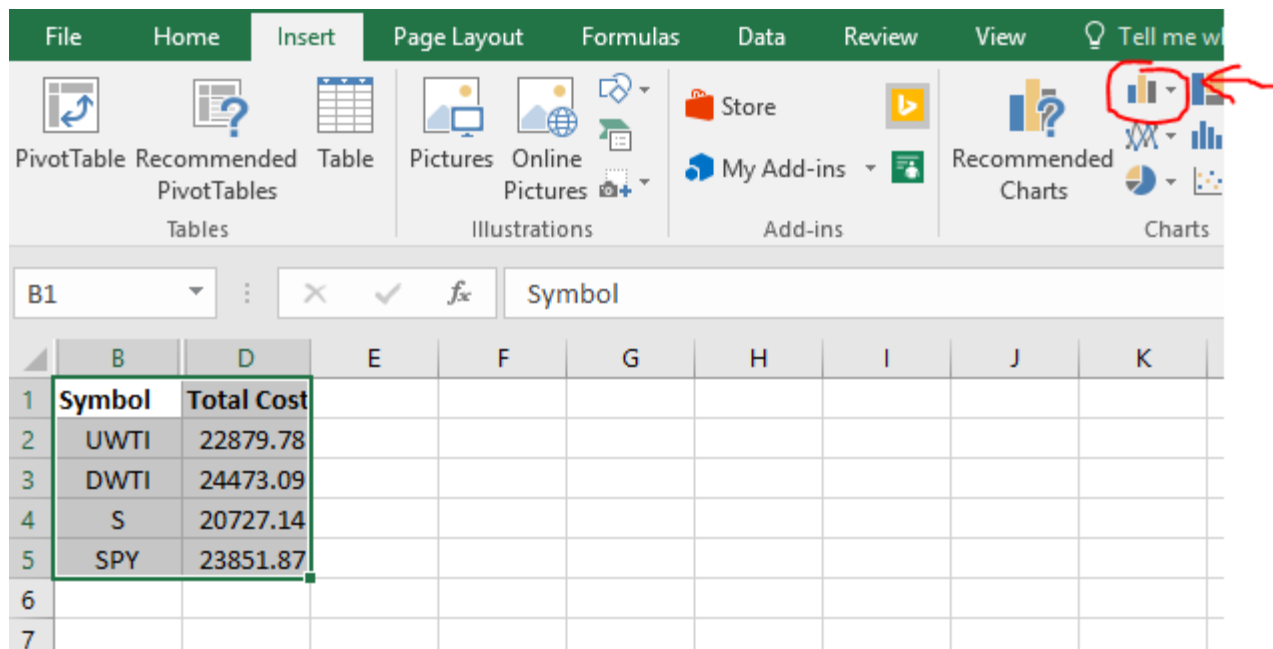 File Home Insert Page Layout Formulas Data Review View Tell me
PivotTable Recommended PivotTables Table
Pictures Online Pictures
Store
My Add-ins
Recommended Charts
Tables Illustrations Add-ins Charts
B1 fx Symbol
B D E F G H I J K
1 Symbol Total Cost
2 UWTI 22879.78
3 DWTI 24473.09
4 S 20727.14
5 SPY 23851.87
6
7